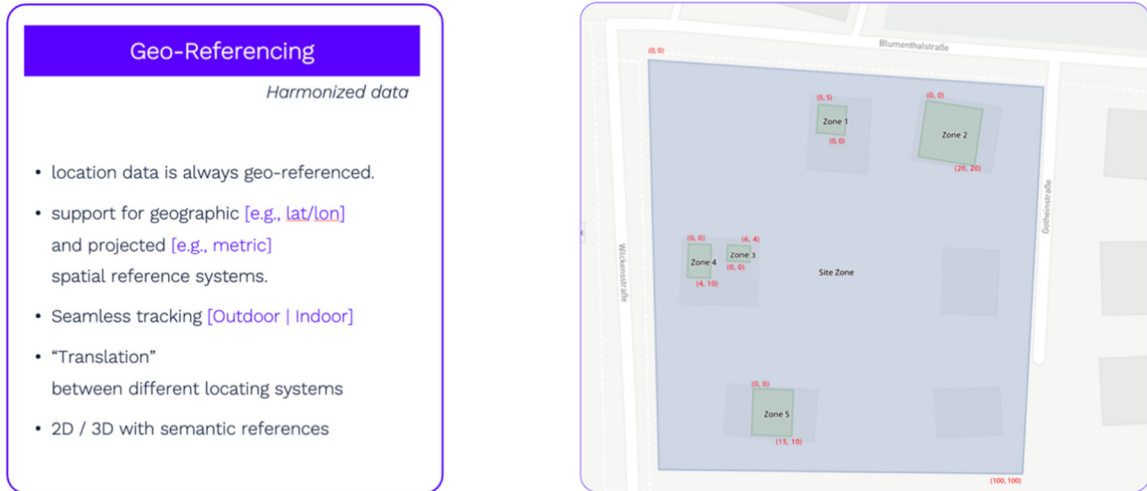 Geo-Referencing
Harmonized data
• location data is always geo-referenced.
• support for geographic [e.g., lat/lon]
and projected [e.g., metric]
spatial reference systems.
• Seamless tracking [Outdoor | Indoor]
• “Translation”
between different locating systems
• 2D / 3D with semantic references
Blumenthalstraße
(0, 0)
(5, 5)
Zone 1
(0, 0)
(0, 0)
Zone 2
(20, 20)
Gotheinstraße
Wickensstraße
(0, 0)
Zone 4
(4, 10)
(6, 4)
Zone 3
(0, 0)
Site Zone
(0, 0)
Zone 5
(15, 10)
(100, 100)